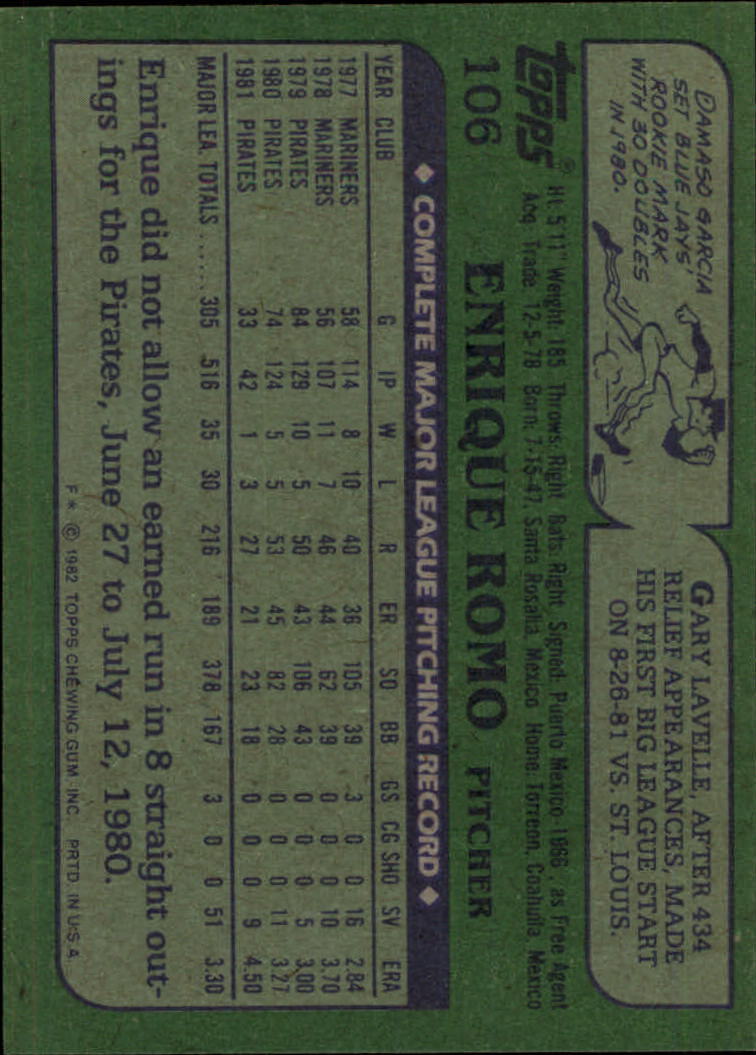 DAMASO GARCIA
SET BLUE JAYS'
ROOKIE MARK
WITH 30 DOUBLES
IN 1980.
GARY LAVELLE, AFTER 434
RELIEF APPEARANCES, MADE
HIS FIRST BIG LEAGUE START
ON 8-26-81 VS. ST. LOUIS.
TOPPS®
Ht: 5'11" Weight: 185 Throws: Right Bats: Right Signed: Puerto Mexico-1966, as Free Agent
Acq: Trade, 12-5-78 Born: 7-15-47, Santa Rosalia, Mexico Home: Torreon, Coahuila, Mexico
106 ENRIQUE ROMO PITCHER
◆ COMPLETE MAJOR LEAGUE PITCHING RECORD ◆
YEAR CLUB G IP W L R ER SO BB GS CG SHO SV ERA
1977 MARINERS 58 114 8 10 40 36 105 39 3 0 0 16 2.84
1978 MARINERS 56 107 11 7 46 44 62 39 0 0 0 10 3.70
1979 PIRATES 84 129 10 5 50 43 106 43 0 0 0 5 3.00
1980 PIRATES 74 124 5 5 53 45 82 28 0 0 0 11 3.27
1981 PIRATES 33 42 1 3 27 21 23 18 0 0 0 9 4.50
MAJOR LEA. TOTALS ...... 305 516 35 30 216 189 378 167 3 0 0 51 3.30
Enrique did not allow an earned run in 8 straight out-
ings for the Pirates, June 27 to July 12, 1980.
F* © 1982 TOPPS CHEWING GUM, INC. PRTD. IN U.S.A.